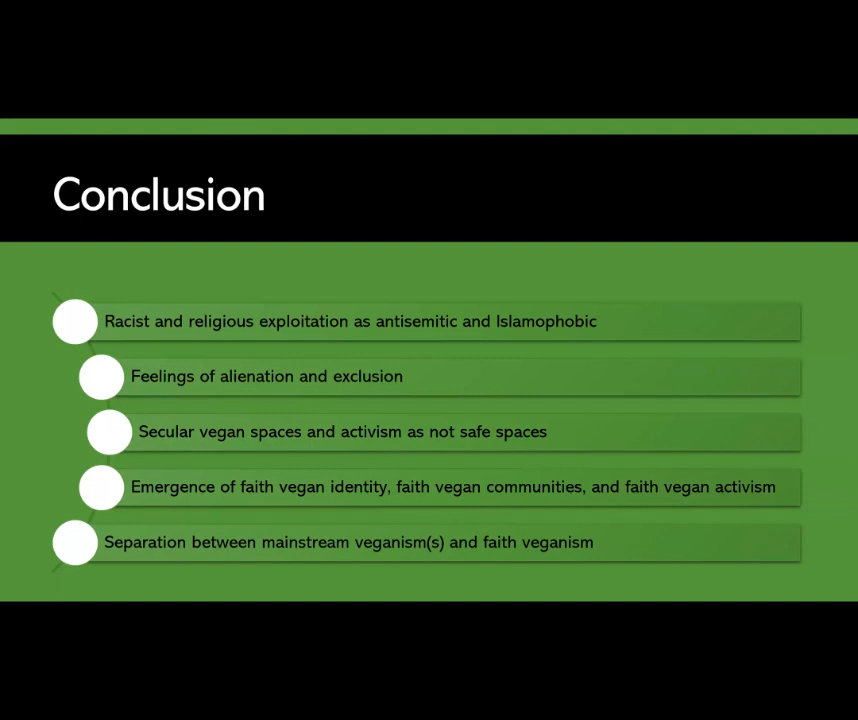 Conclusion
Racist and religious exploitation as antisemitic and Islamophobic
Feelings of alienation and exclusion
Secular vegan spaces and activism as not safe spaces
Emergence of faith vegan identity, faith vegan communities, and faith vegan activism
Separation between mainstream veganism(s) and faith veganism